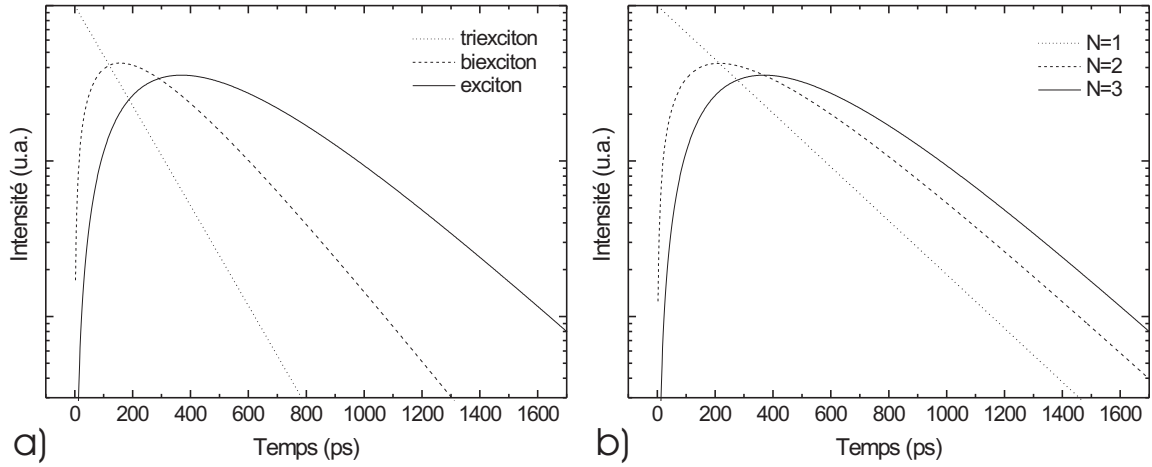 triexciton
biexciton
exciton
Intensité (u.a.)
0 200 400 600 800 1000 1200 1400 1600
Temps (ps)
a)
N=1
N=2
N=3
Intensité (u.a.)
0 200 400 600 800 1000 1200 1400 1600
Temps (ps)
b)